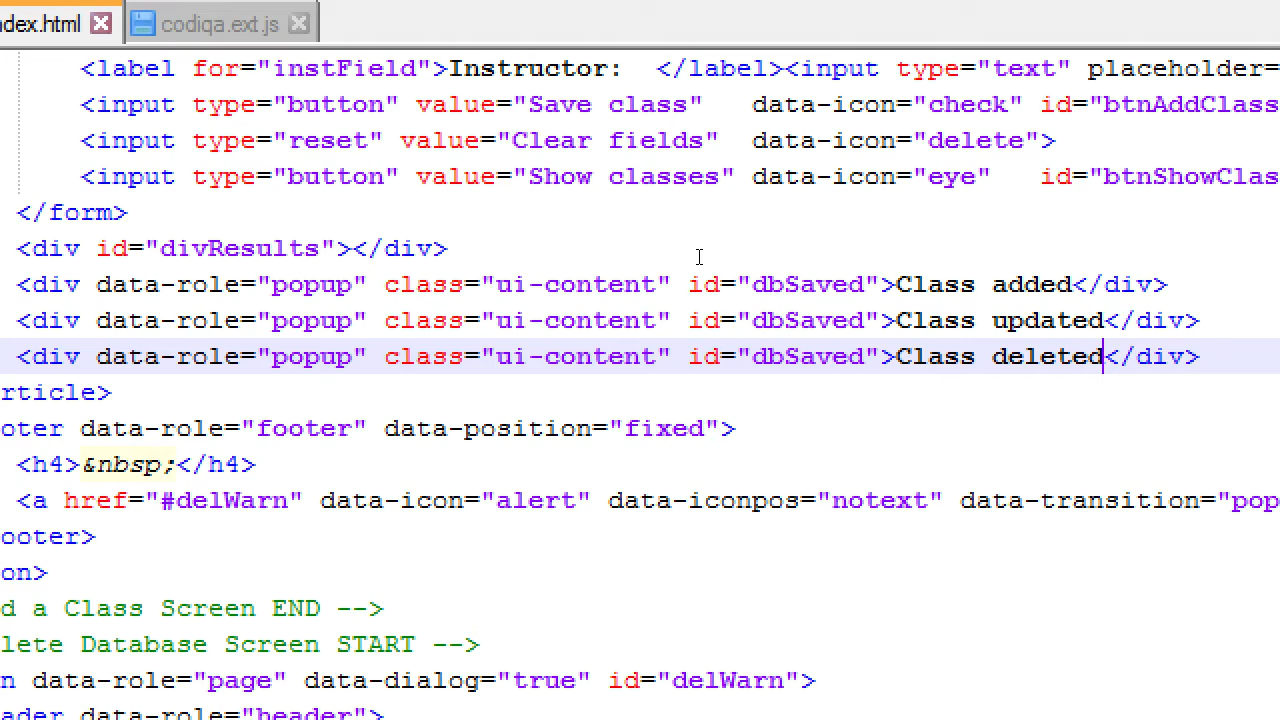 ndex.html codiqa.ext.js
<label for="instField">Instructor:  </label><input type="text" placeholder=
<input type="button" value="Save class"   data-icon="check" id="btnAddClass
<input type="reset" value="Clear fields"  data-icon="delete">
<input type="button" value="Show classes" data-icon="eye"   id="btnShowClas
</form>
<div id="divResults"></div>
<div data-role="popup" class="ui-content" id="dbSaved">Class added</div>
<div data-role="popup" class="ui-content" id="dbSaved">Class updated</div>
<div data-role="popup" class="ui-content" id="dbSaved">Class deleted</div>
rticle>
oter data-role="footer" data-position="fixed">
<h4>&nbsp;</h4>
<a href="#delWarn" data-icon="alert" data-iconpos="notext" data-transition="pop
ooter>
on>
d a Class Screen END -->
lete Database Screen START -->
n data-role="page" data-dialog="true" id="delWarn">
ader data-role="header">